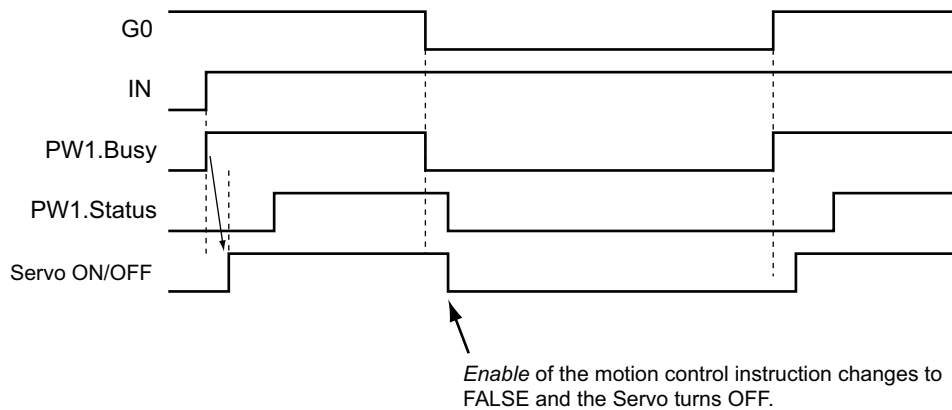 G0
IN
PW1.Busy
PW1.Status
Servo ON/OFF
Enable of the motion control instruction changes to
FALSE and the Servo turns OFF.